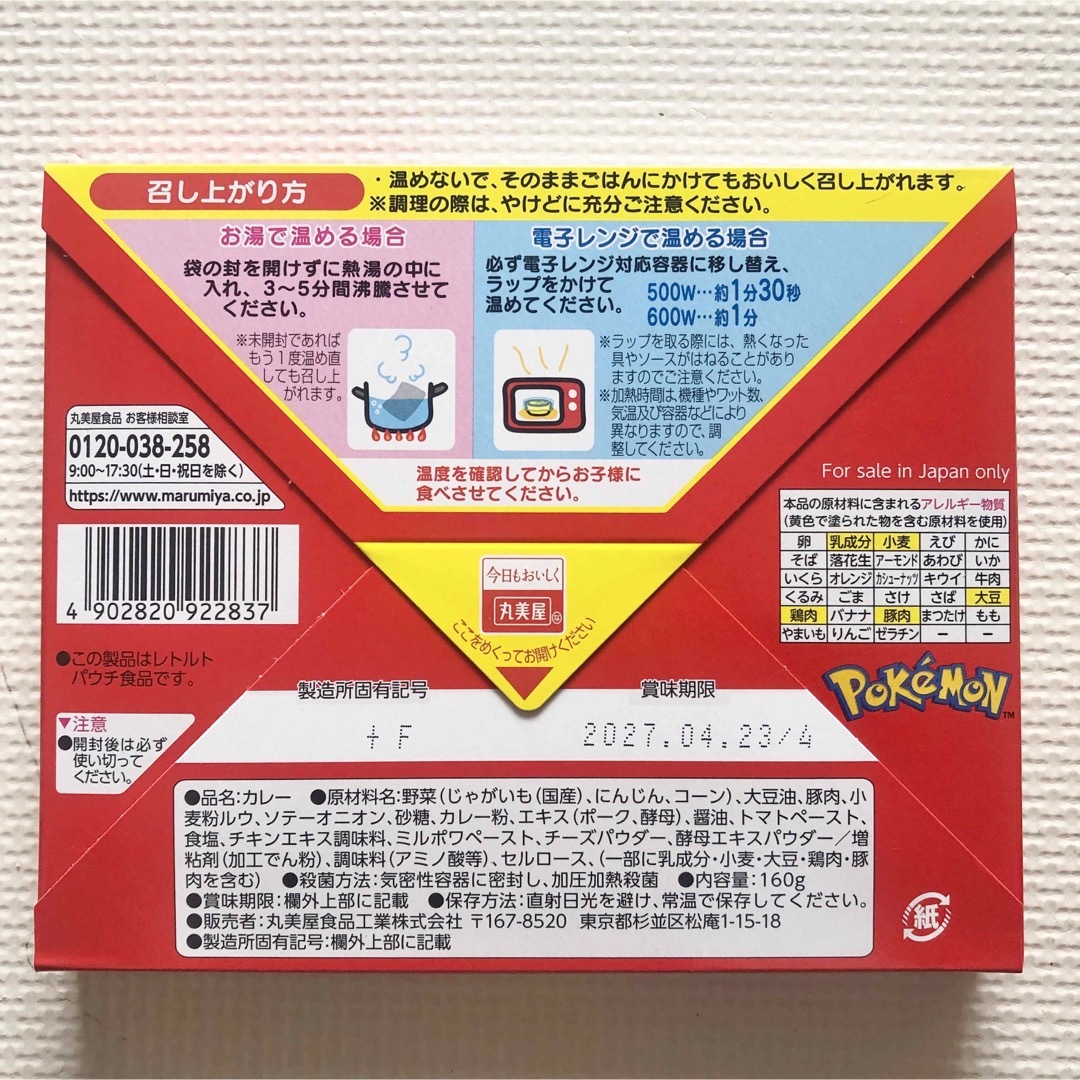 召し上がり方
・温めないで、そのままごはんにかけてもおいしく召し上がれます。
※調理の際は、やけどに充分ご注意ください。
お湯で温める場合
袋の封を開けずに熱湯の中に
入れ、3〜5分間沸騰させて
ください。
※未開封であれば
もう1度温め直
しても召し上
がれます。
電子レンジで温める場合
必ず電子レンジ対応容器に移し替え、
ラップをかけて
温めてください。
500W…約1分30秒
600W…約1分
※ラップを取る際には、熱くなった
具やソースがはねることがあり
ますのでご注意ください。
※加熱時間は、機種やワット数、
気温及び容器などにより
異なりますので、調
整してください。
温度を確認してからお子様に
食べさせてください。
丸美屋食品 お客様相談室
0120-038-258
9:00〜17:30(土・日・祝日を除く)
https://www.marumiya.co.jp
4 902820 922837
●この製品はレトルト
パウチ食品です。
▼注意
●開封後は必ず
使い切って
ください。
今日もおいしく
丸美屋な
ここをめくってお開けください
For sale in Japan only
本品の原材料に含まれるアレルギー物質
(黄色で塗られた物を含む原材料を使用)
卵 乳成分 小麦 えび かに
そば 落花生 アーモンド あわび いか
いくら オレンジ カシューナッツ キウイ 牛肉
くるみ ごま さけ さば 大豆
鶏肉 バナナ 豚肉 まつたけ もも
やまいも りんご ゼラチン − −
POKéMON™
製造所固有記号
+F
賞味期限
2027.04.23/4
●品名:カレー ●原材料名:野菜(じゃがいも(国産)、にんじん、コーン)、大豆油、豚肉、小
麦粉ルウ、ソテーオニオン、砂糖、カレー粉、エキス(ポーク、酵母)、醤油、トマトペースト、
食塩、チキンエキス調味料、ミルポワペースト、チーズパウダー、酵母エキスパウダー/増
粘剤(加工でん粉)、調味料(アミノ酸等)、セルロース、(一部に乳成分・小麦・大豆・鶏肉・豚
肉を含む) ●殺菌方法:気密性容器に密封し、加圧加熱殺菌 ●内容量:160g
●賞味期限:欄外上部に記載 ●保存方法:直射日光を避け、常温で保存してください。
●販売者:丸美屋食品工業株式会社 〒167-8520 東京都杉並区松庵1-15-18
●製造所固有記号:欄外上部に記載
紙